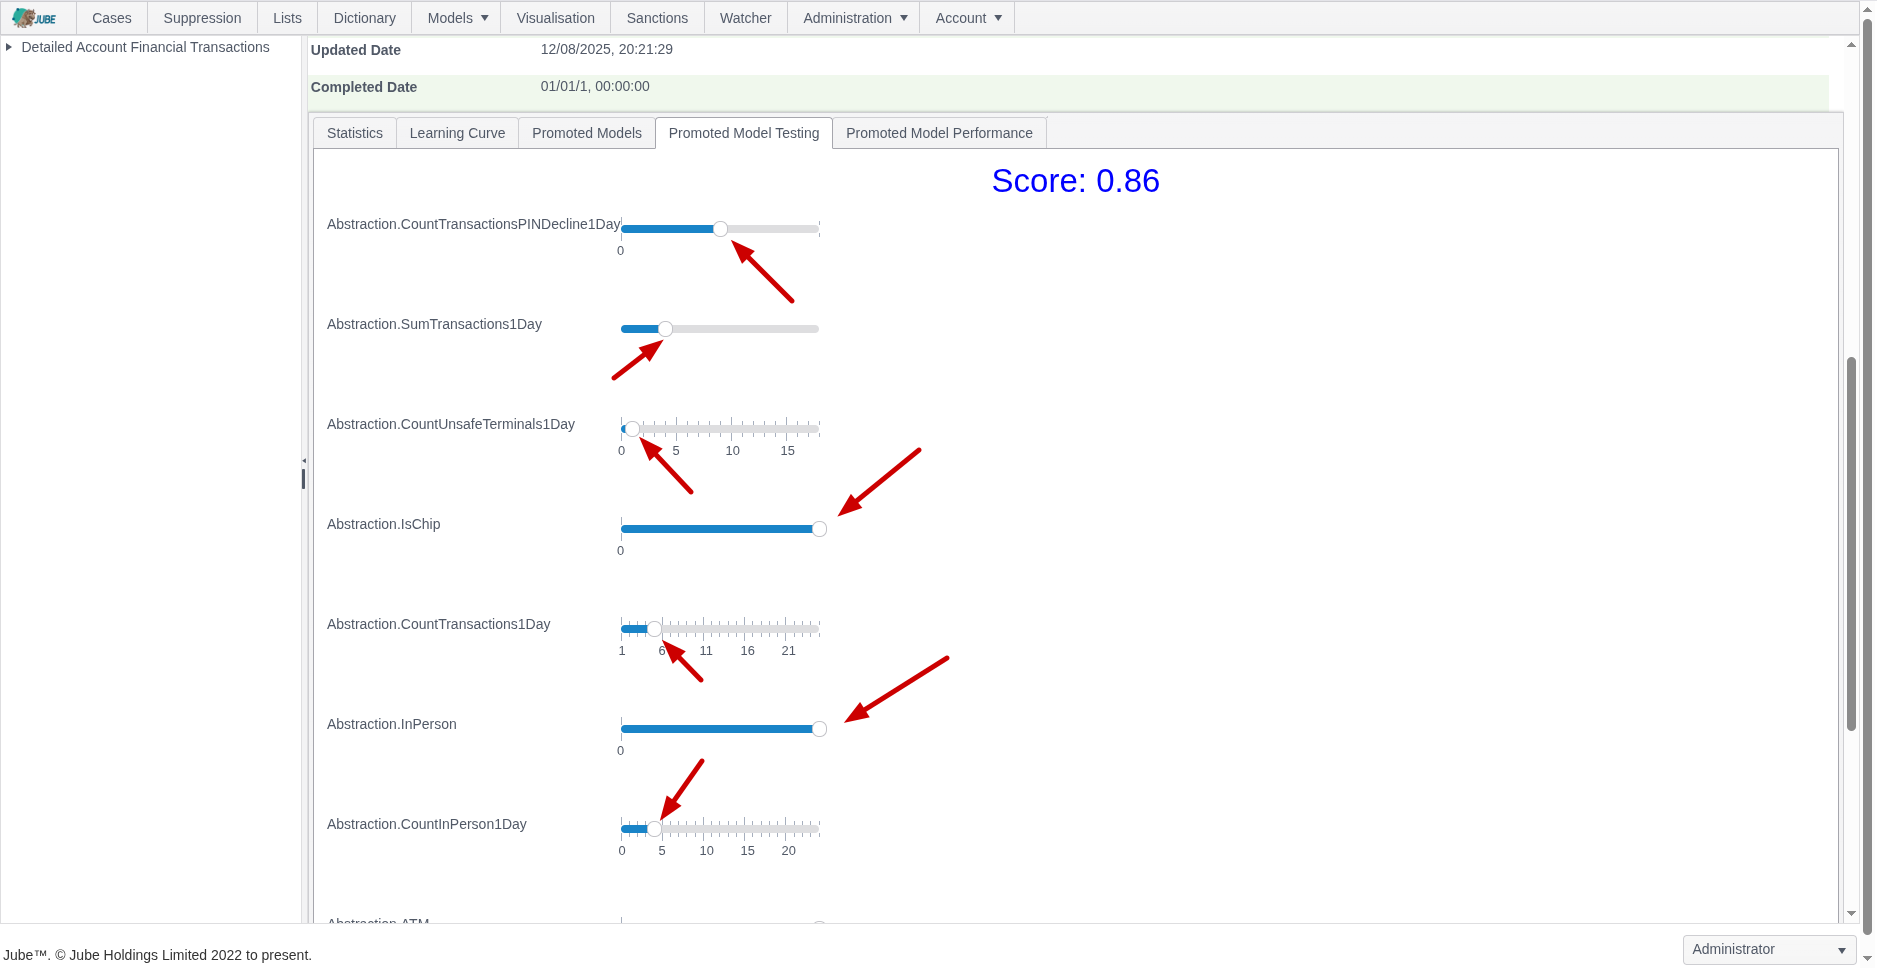 JUBE Cases Suppression Lists Dictionary Models Visualisation Sanctions Watcher Administration Account
Detailed Account Financial Transactions
Updated Date 12/08/2025, 20:21:29
Completed Date 01/01/1, 00:00:00
Statistics Learning Curve Promoted Models Promoted Model Testing Promoted Model Performance
Score: 0.86
Abstraction.CountTransactionsPINDecline1Day
0
Abstraction.SumTransactions1Day
Abstraction.CountUnsafeTerminals1Day
0 5 10 15
Abstraction.IsChip
0
Abstraction.CountTransactions1Day
1 6 11 16 21
Abstraction.InPerson
0
Abstraction.CountInPerson1Day
0 5 10 15 20
Abstraction.ATM
Jube™. © Jube Holdings Limited 2022 to present.
Administrator